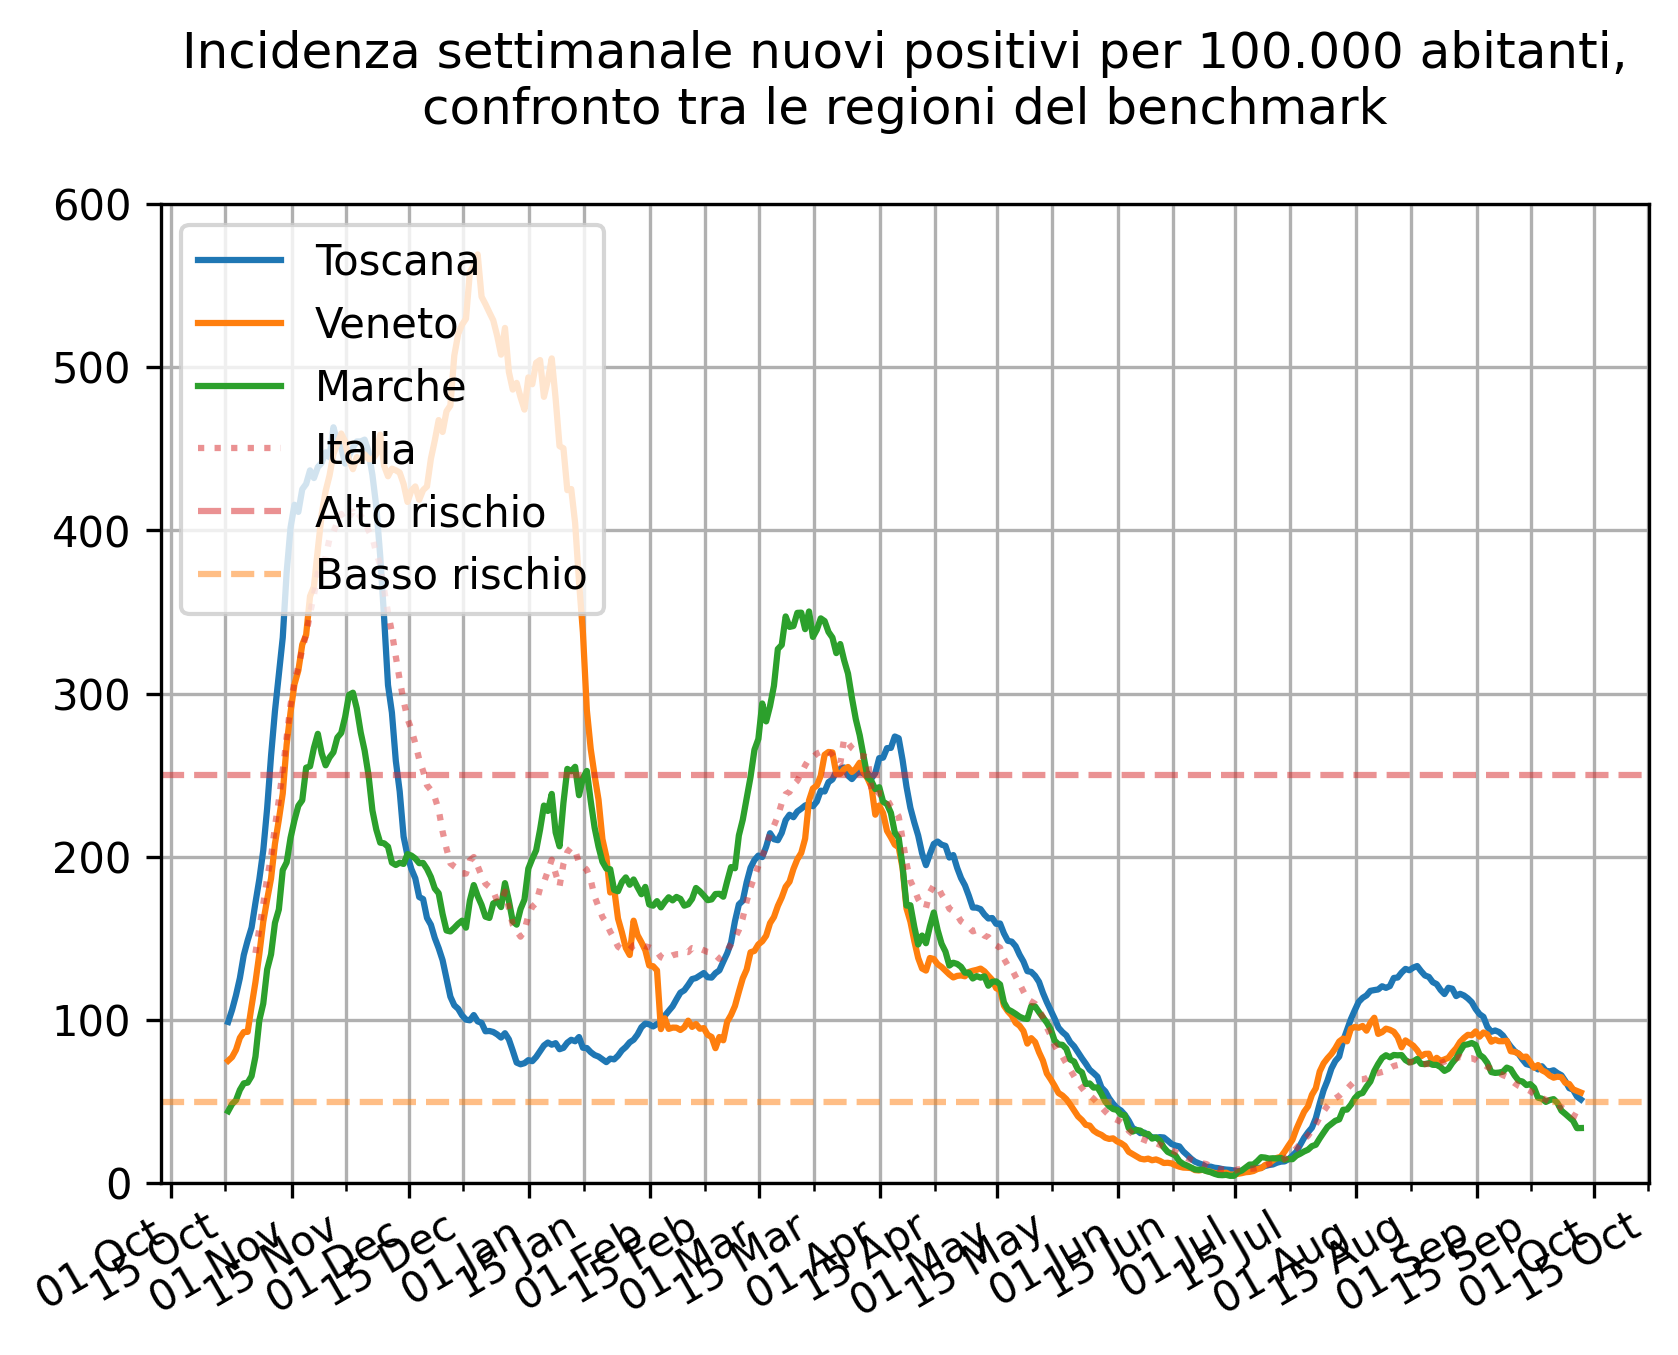 Incidenza settimanale nuovi positivi per 100.000 abitanti,
confronto tra le regioni del benchmark
600
500
400
300
200
100
0
Toscana
Veneto
Marche
Italia
Alto rischio
Basso rischio
01 Oct
15 Oct
01 Nov
15 Nov
01 Dec
15 Dec
01 Jan
15 Jan
01 Feb
15 Feb
01 Mar
15 Mar
01 Apr
15 Apr
01 May
15 May
01 Jun
15 Jun
01 Jul
15 Jul
01 Aug
15 Aug
01 Sep
15 Sep
01 Oct
15 Oct